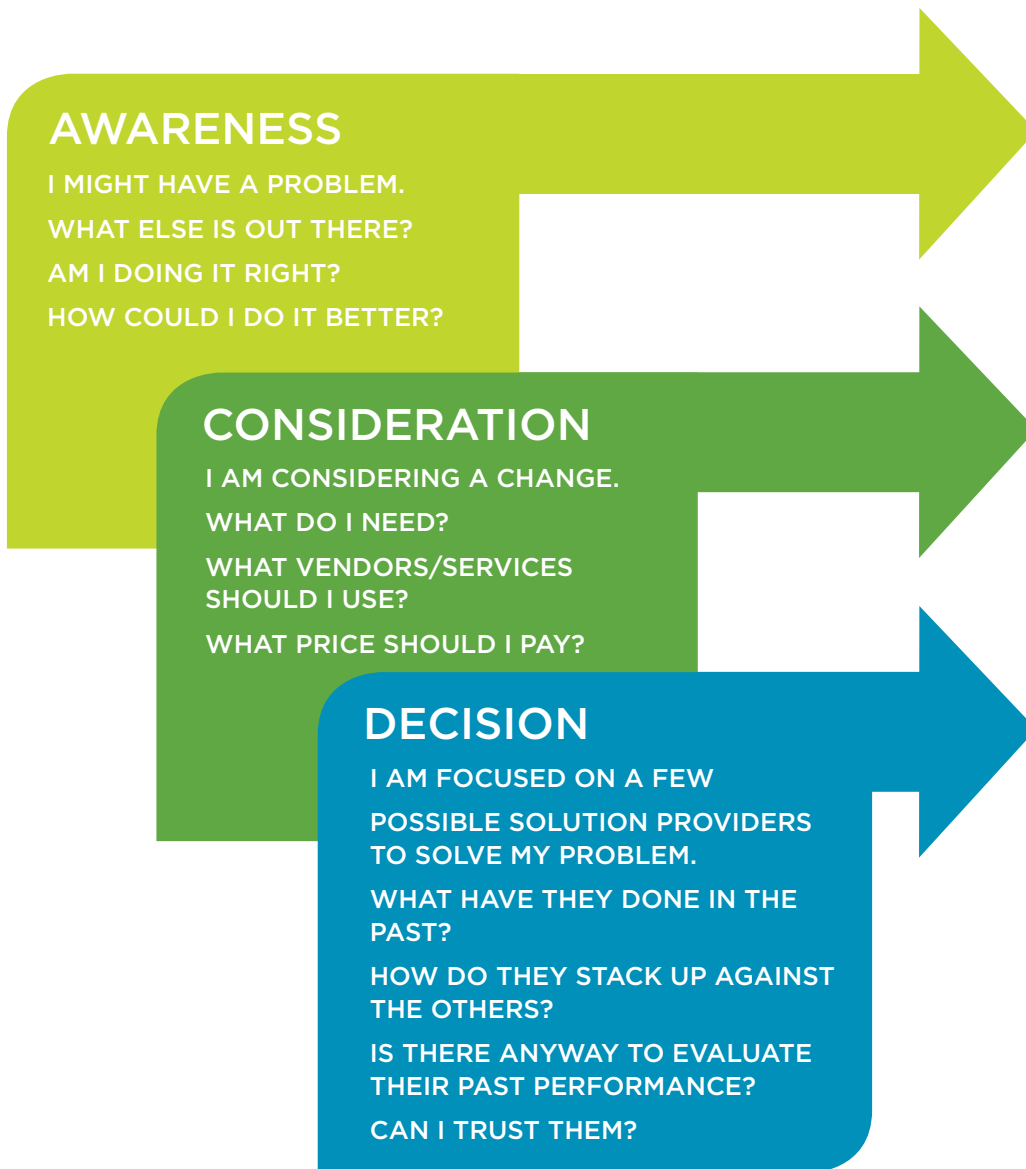 AWARENESS
I MIGHT HAVE A PROBLEM.
WHAT ELSE IS OUT THERE?
AM I DOING IT RIGHT?
HOW COULD I DO IT BETTER?
CONSIDERATION
I AM CONSIDERING A CHANGE.
WHAT DO I NEED?
WHAT VENDORS/SERVICES
SHOULD I USE?
WHAT PRICE SHOULD I PAY?
DECISION
I AM FOCUSED ON A FEW
POSSIBLE SOLUTION PROVIDERS
TO SOLVE MY PROBLEM.
WHAT HAVE THEY DONE IN THE
PAST?
HOW DO THEY STACK UP AGAINST
THE OTHERS?
IS THERE ANYWAY TO EVALUATE
THEIR PAST PERFORMANCE?
CAN I TRUST THEM?